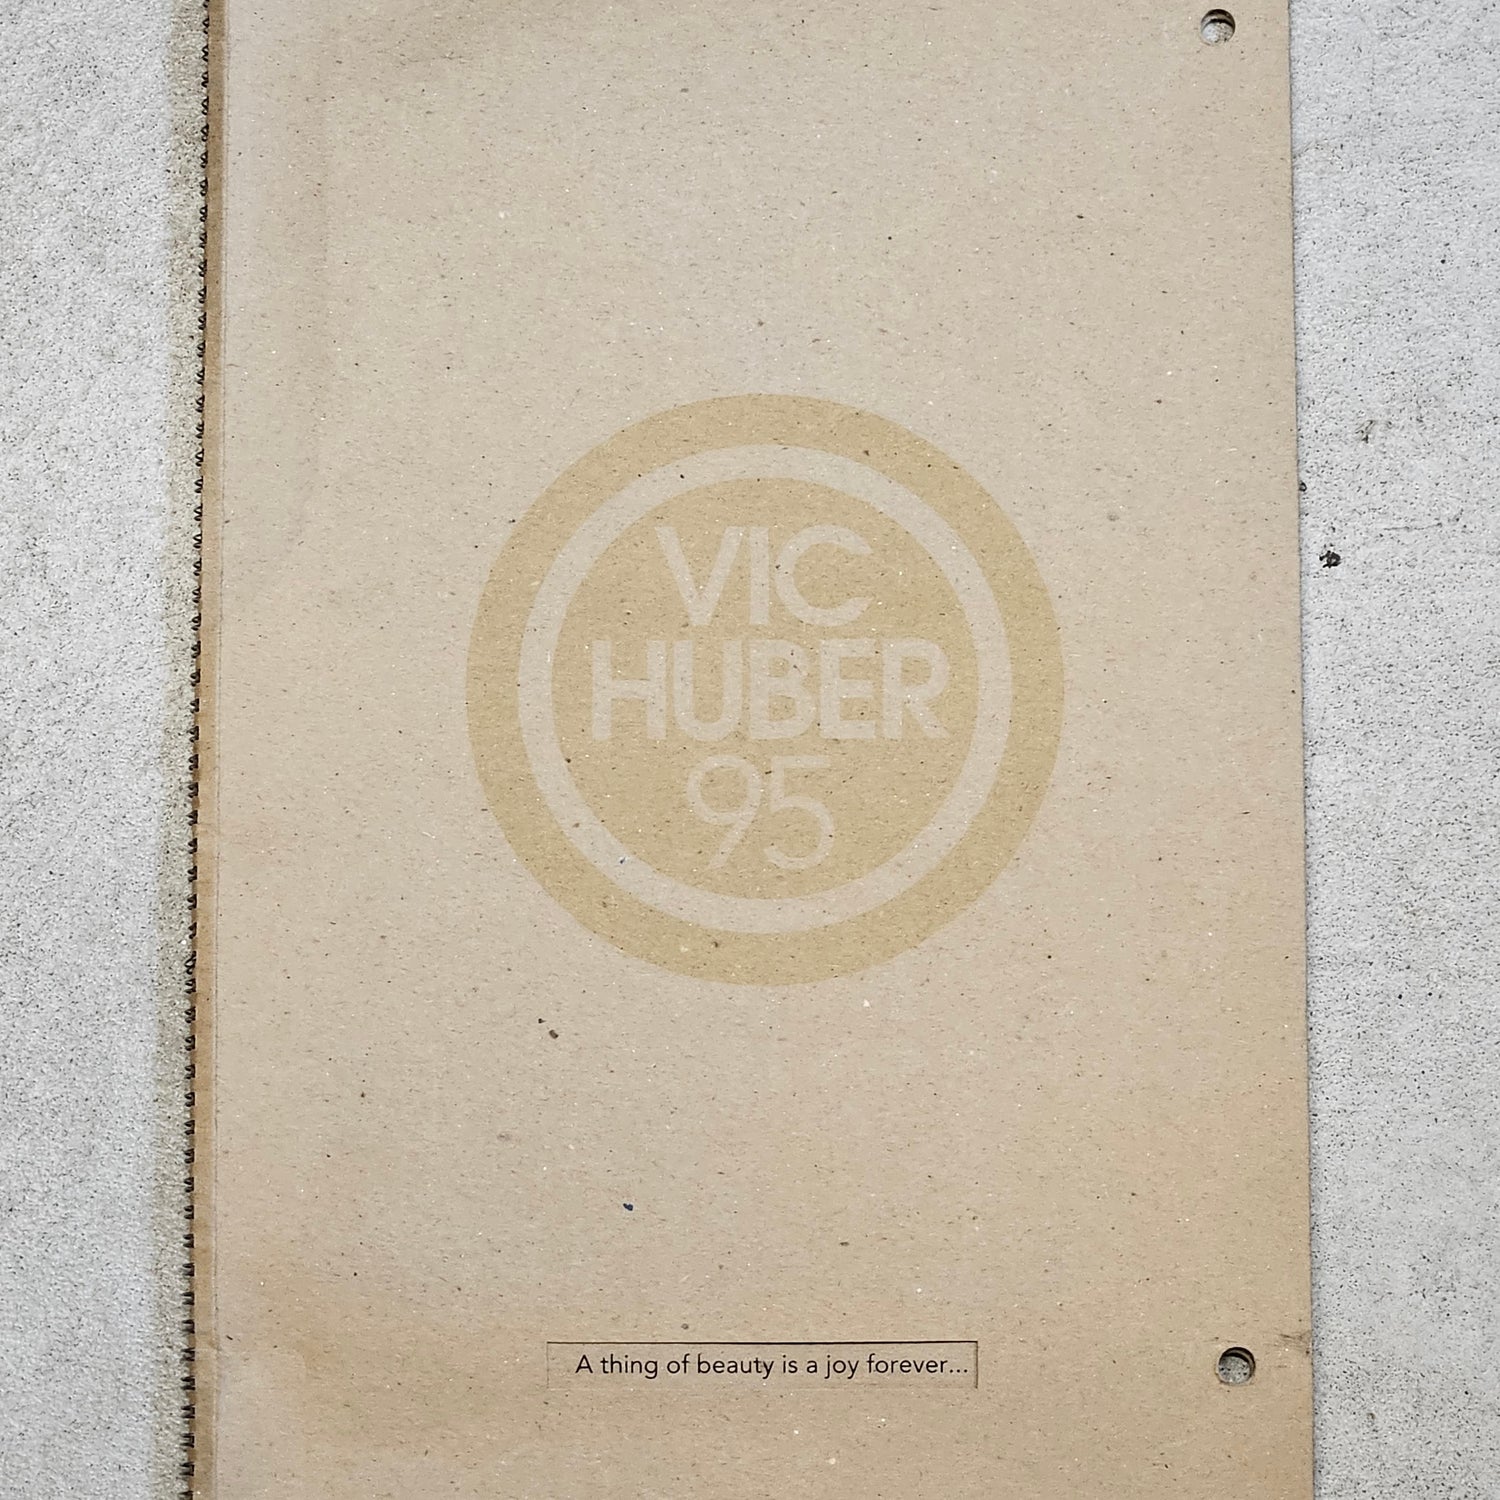 VIC
HUBER
95
A thing of beauty is a joy forever...